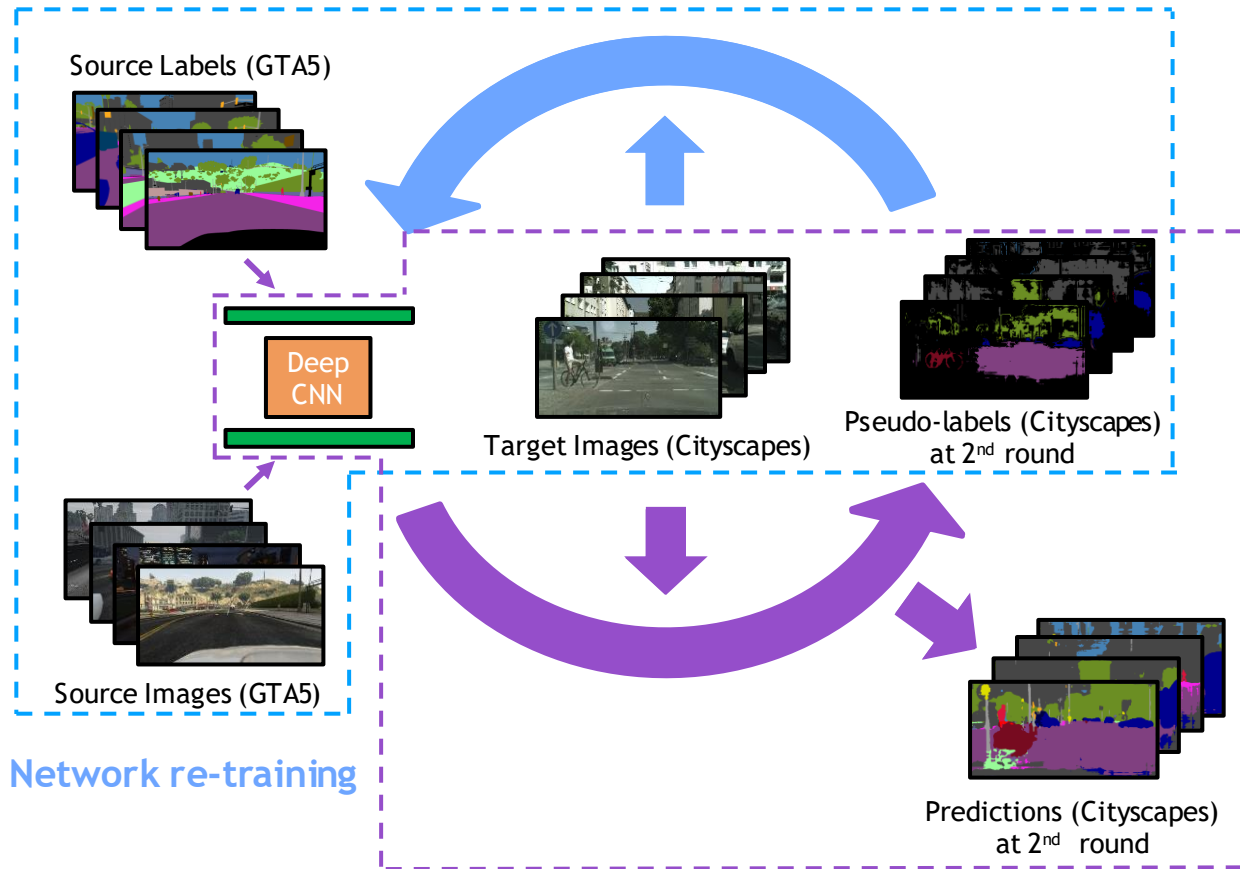 Source Labels (GTA5)
Deep
CNN
Target Images (Cityscapes)
Pseudo-labels (Cityscapes)
at 2nd round
Source Images (GTA5)
Network re-training
Predictions (Cityscapes)
at 2nd round